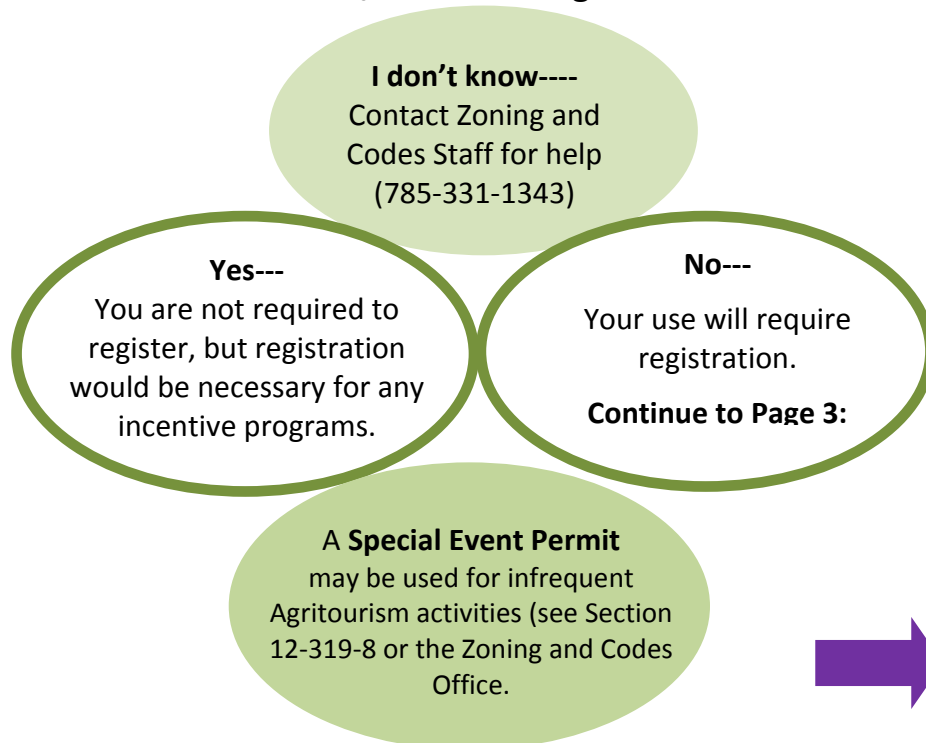 I don’t know----
Contact Zoning and
Codes Staff for help
(785-331-1343)
Yes---
You are not required to
register, but registration
would be necessary for any
incentive programs.
No---
Your use will require
registration.
Continue to Page 3:
A Special Event Permit
may be used for infrequent
Agritourism activities (see Section
12-319-8 or the Zoning and Codes
Office.